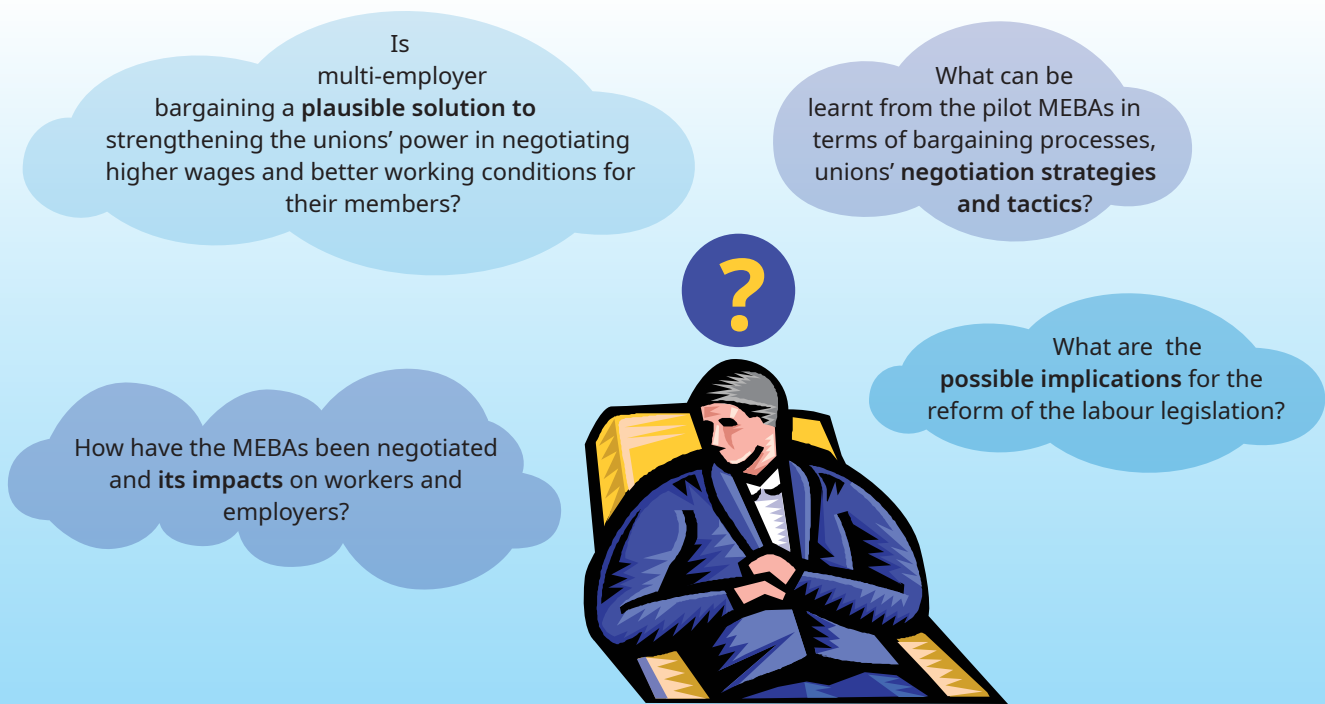 Is
multi-employer
bargaining a plausible solution to
strengthening the unions’ power in negotiating
higher wages and better working conditions for
their members?
What can be
learnt from the pilot MEBAs in
terms of bargaining processes,
unions’ negotiation strategies
and tactics?
?
What are the
possible implications for the
reform of the labour legislation?
How have the MEBAs been negotiated
and its impacts on workers and
employers?